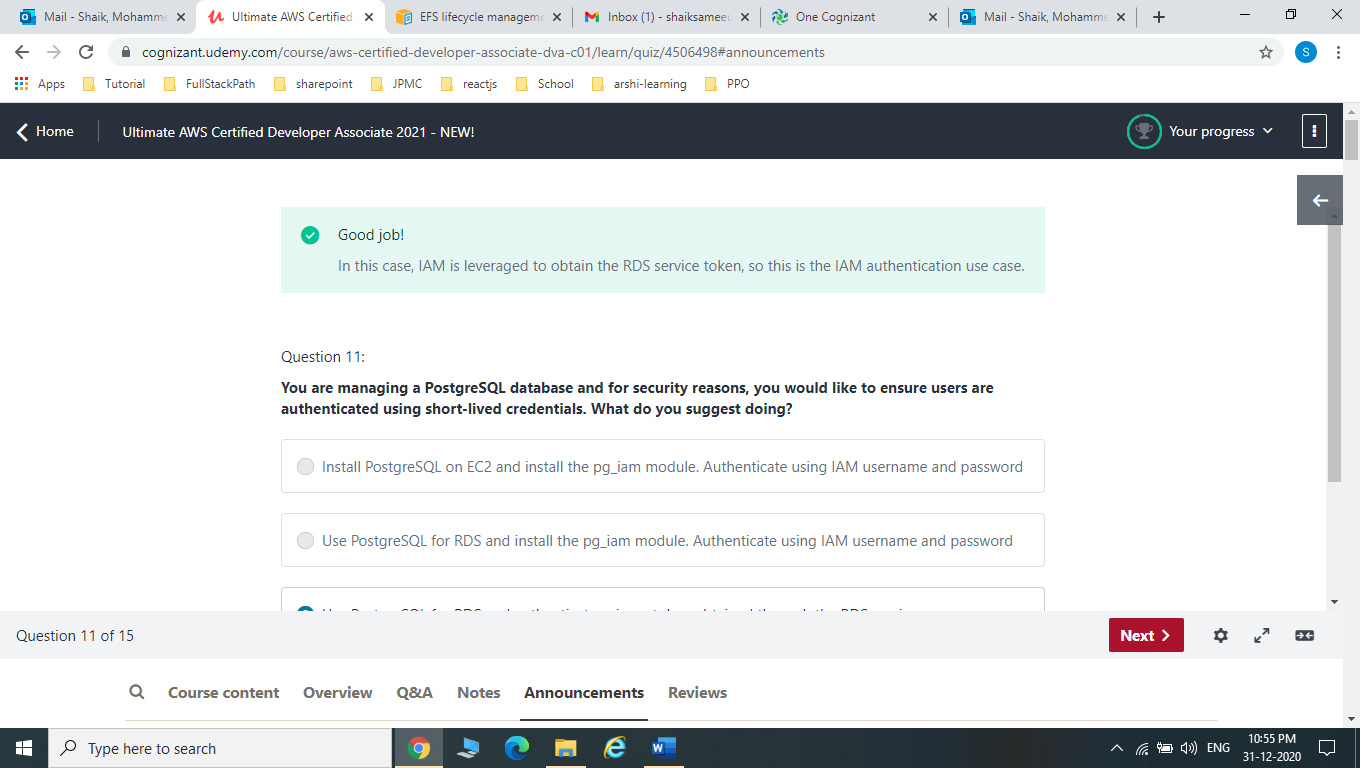 Mail - Shaik, Mohamme
Ultimate AWS Certified
EFS lifecycle manageme
Inbox (1) - shaiksameeu
One Cognizant
Mail - Shaik, Mohamme
cognizant.udemy.com/course/aws-certified-developer-associate-dva-c01/learn/quiz/4506498#announcements
S
Apps Tutorial FullStackPath sharepoint JPMC reactjs School arshi-learning PPO
Home Ultimate AWS Certified Developer Associate 2021 - NEW! Your progress
Good job!
In this case, IAM is leveraged to obtain the RDS service token, so this is the IAM authentication use case.
Question 11:
You are managing a PostgreSQL database and for security reasons, you would like to ensure users are
authenticated using short-lived credentials. What do you suggest doing?
Install PostgreSQL on EC2 and install the pg_iam module. Authenticate using IAM username and password
Use PostgreSQL for RDS and install the pg_iam module. Authenticate using IAM username and password
Question 11 of 15 Next
Course content Overview Q&A Notes Announcements Reviews
Type here to search
ENG
10:55 PM
31-12-2020